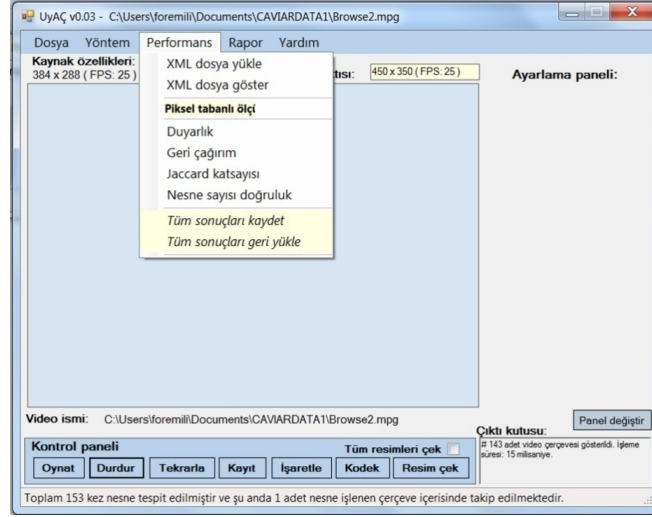 UyAÇ v0.03 - C:\Users\foremili\Documents\CAVIARDATA1\Browse2.mpg
Dosya Yöntem Performans Rapor Yardım
Kaynak özellikleri:
384 x 288 ( FPS: 25 )
450 x 350 ( FPS: 25 )
Ayarlama paneli:
XML dosya yükle
XML dosya göster
Piksel tabanlı ölçí
Duyarlık
Geri çağırım
Jaccard katsayısı
Nesne sayısı doğruluk
Tüm sonuçları kaydet
Tüm sonuçları geri yükle
Video ismi: C:\Users\foremili\Documents\CAVIARDATA1\Browse2.mpg
Panel değiştir
Çıktı kutusu:
# 143 adet video çerçevesi gösterildi. İşleme
süresi: 15 milisaniye.
Kontrol paneli
Tüm resimleri çek
Oynat Durdur Tekrarla Kayıt İşaretle Kodek Resim çek
Toplam 153 kez nesne tespit edilmiştir ve şu anda 1 adet nesne işlenen çerçeve içerisinde takip edilmektedir.